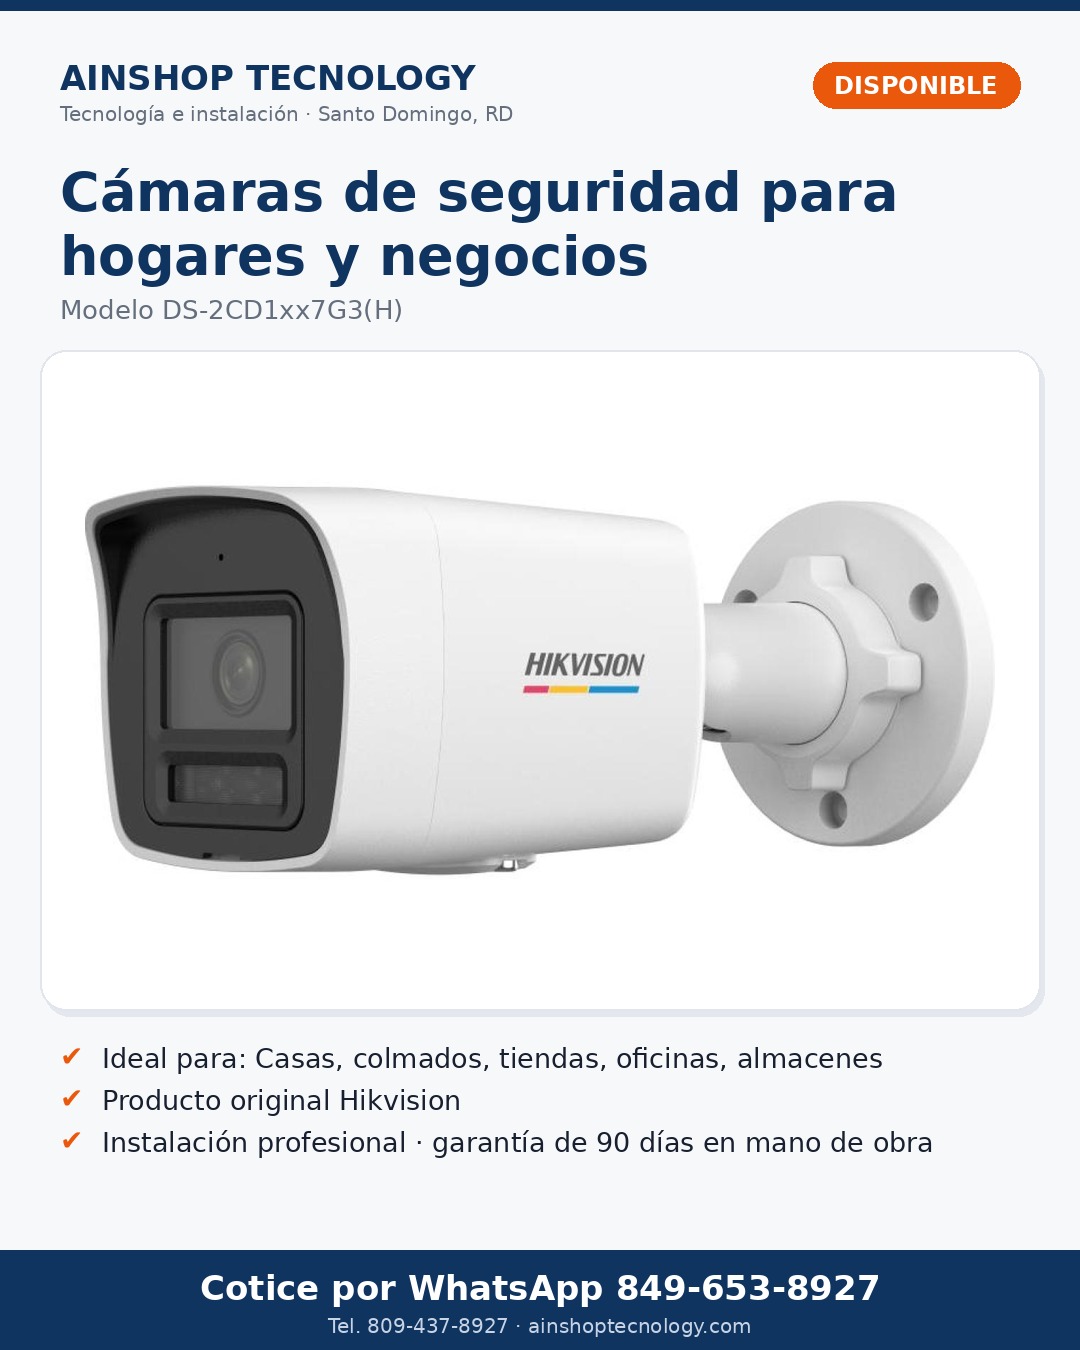 AINSHOP TECNOLOGY
DISPONIBLE
Tecnología e instalación · Santo Domingo, RD
Cámaras de seguridad para
hogares y negocios
Modelo DS-2CD1xx7G3(H)
HIKVISION
✔ Ideal para: Casas, colmados, tiendas, oficinas, almacenes
✔ Producto original Hikvision
✔ Instalación profesional · garantía de 90 días en mano de obra
Cotice por WhatsApp 849-653-8927
Tel. 809-437-8927 · ainshoptecnology.com